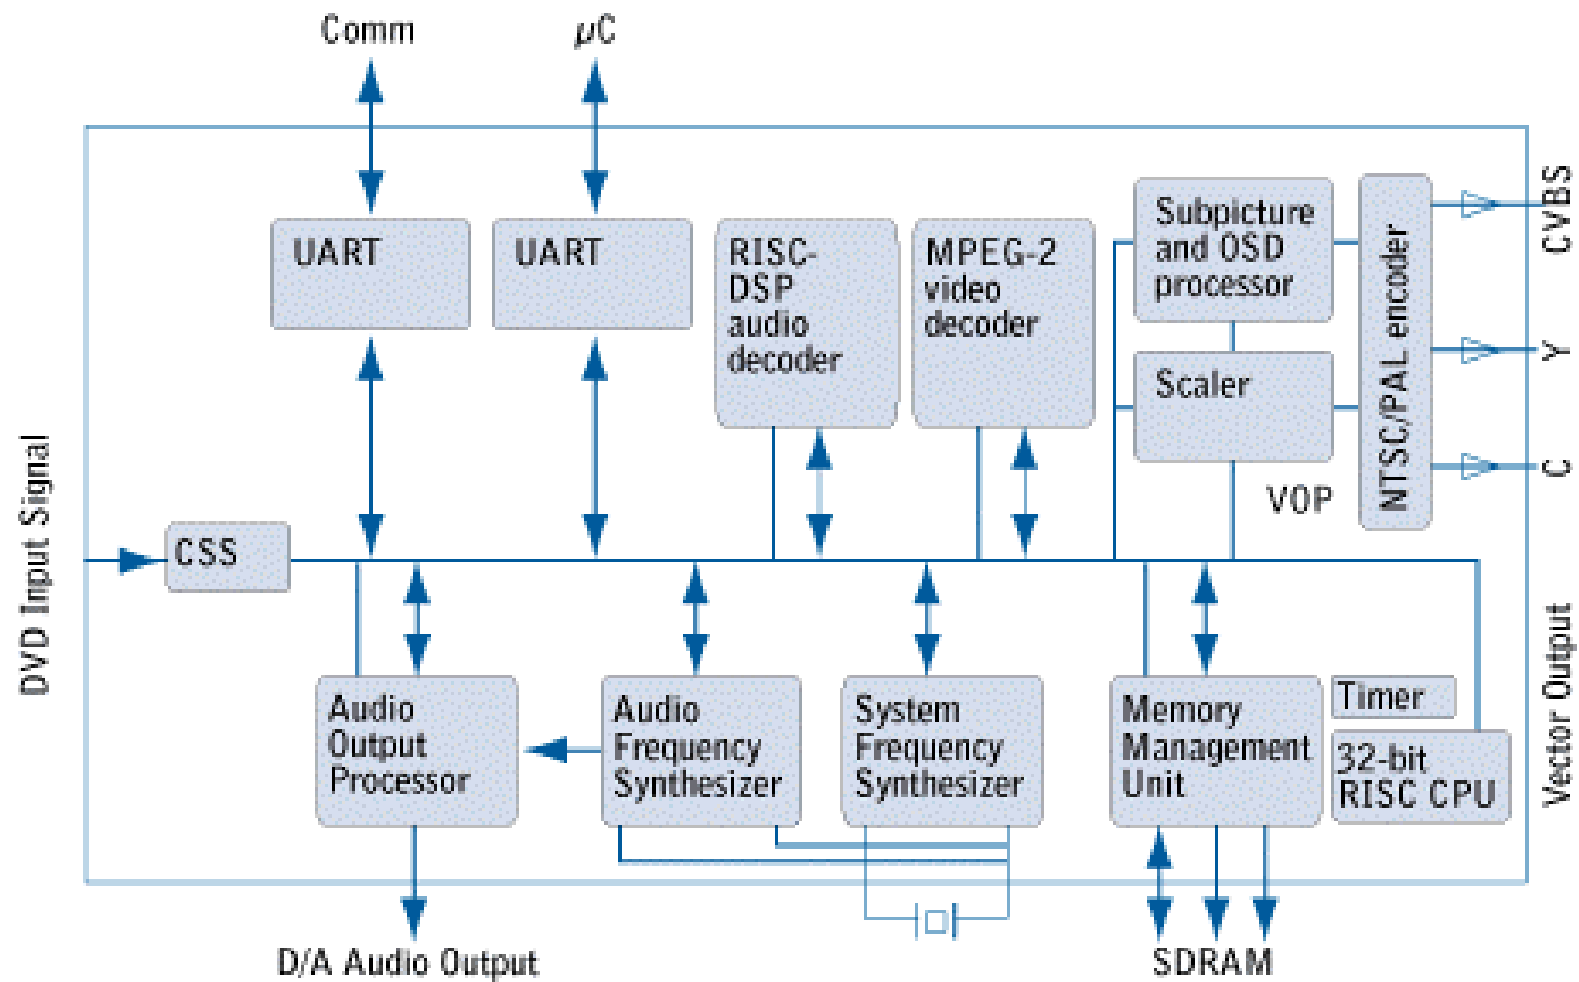 Comm
µC
UART
UART
RISC-
DSP
audio
decoder
MPEG-2
video
decoder
Subpicture
and OSD
processor
Scaler
VOP
NTSC/PAL encoder
CVBS
Y
C
DVD Input Signal
CSS
Audio
Output
Processor
Audio
Frequency
Synthesizer
System
Frequency
Synthesizer
Memory
Management
Unit
Timer
32-bit
RISC CPU
Vector Output
D/A Audio Output
SDRAM